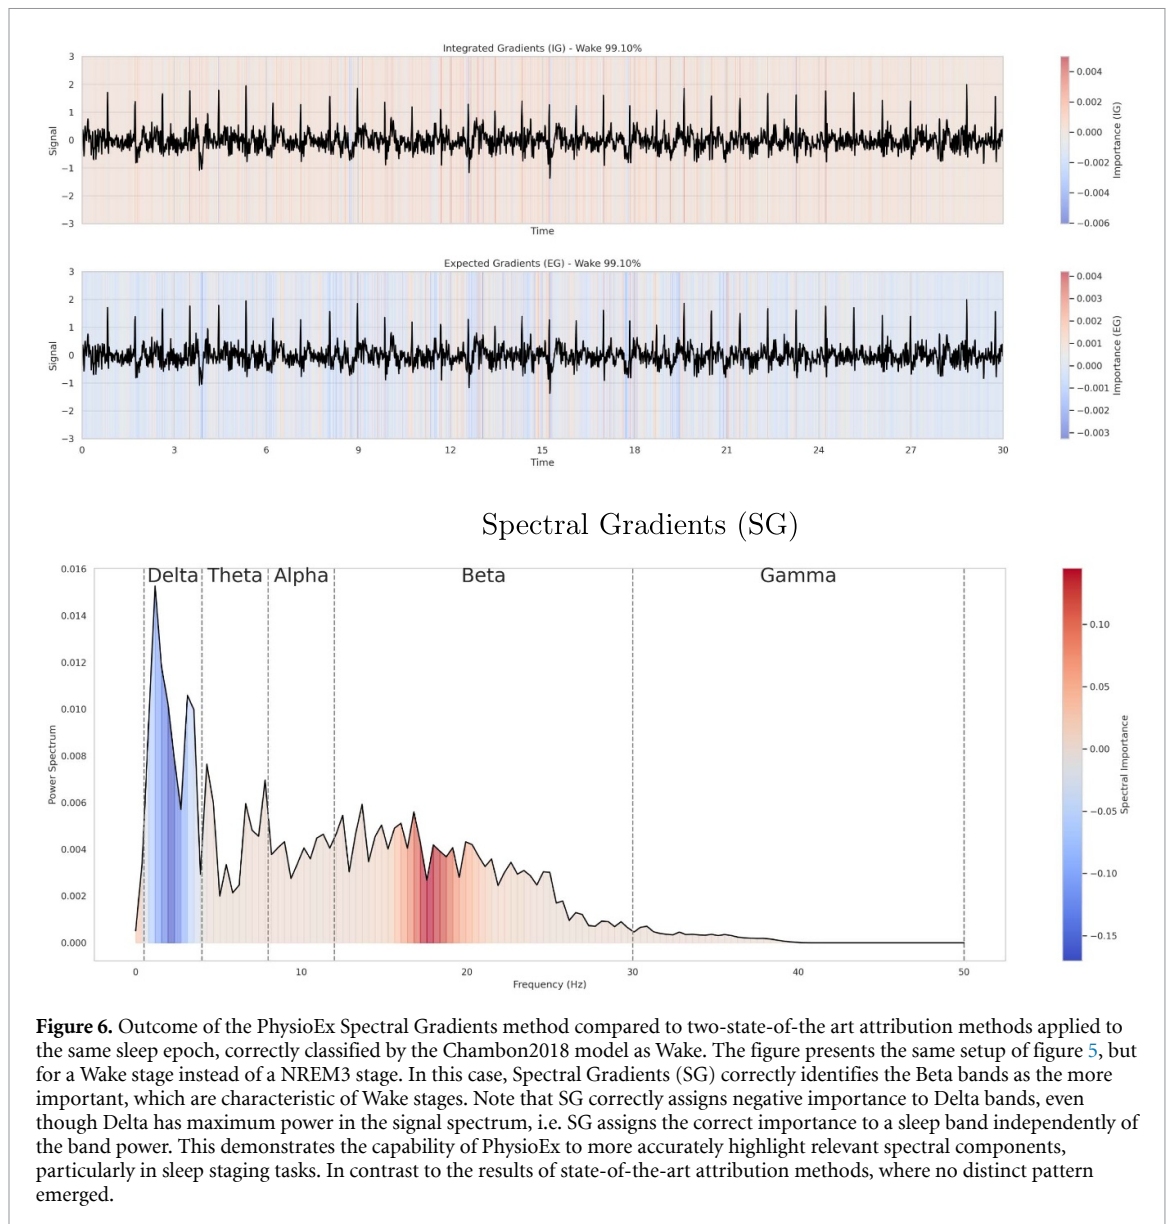 Integrated Gradients (IG) - Wake 99.10%
3
2
1
0
−1
−2
−3
Signal
Time
0.004
0.002
0.000
−0.002
−0.004
−0.006
Importance (IG)
Expected Gradients (EG) - Wake 99.10%
3
2
1
0
−1
−2
−3
Signal
0 3 6 9 12 15 18 21 24 27 30
Time
0.004
0.003
0.002
0.001
0.000
−0.001
−0.002
−0.003
Importance (EG)
Spectral Gradients (SG)
Delta Theta Alpha Beta Gamma
0.016
0.014
0.012
0.010
0.008
0.006
0.004
0.002
0.000
Power Spectrum
0 10 20 30 40 50
Frequency (Hz)
0.10
0.05
0.00
−0.05
−0.10
−0.15
Spectral Importance
Figure 6. Outcome of the PhysioEx Spectral Gradients method compared to two-state-of-the art attribution methods applied to
the same sleep epoch, correctly classified by the Chambon2018 model as Wake. The figure presents the same setup of figure 5, but
for a Wake stage instead of a NREM3 stage. In this case, Spectral Gradients (SG) correctly identifies the Beta bands as the more
important, which are characteristic of Wake stages. Note that SG correctly assigns negative importance to Delta bands, even
though Delta has maximum power in the signal spectrum, i.e. SG assigns the correct importance to a sleep band independently of
the band power. This demonstrates the capability of PhysioEx to more accurately highlight relevant spectral components,
particularly in sleep staging tasks. In contrast to the results of state-of-the-art attribution methods, where no distinct pattern
emerged.